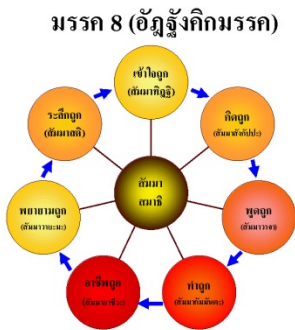 มรรค 8 (อัฏฐังคิกมรรค)
เข้าใจถูก
(สัมมาทิฏฐิ)
คิดถูก
(สัมมาสังกัปปะ)
พูดถูก
(สัมมาวาจา)
ทำถูก
(สัมมากัมมันตะ)
อาชีพถูก
(สัมมาอาชีวะ)
พยายามถูก
(สัมมาวายะมะ)
ระลึกถูก
(สัมมาสติ)
สัมมา
สมาธิ